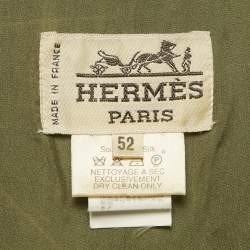 MADE IN FRANCE
HERMÈS
PARIS
52
Silk
NETTOYAGE A SEC
EXCLUSIVEMENT
DRY CLEAN ONLY